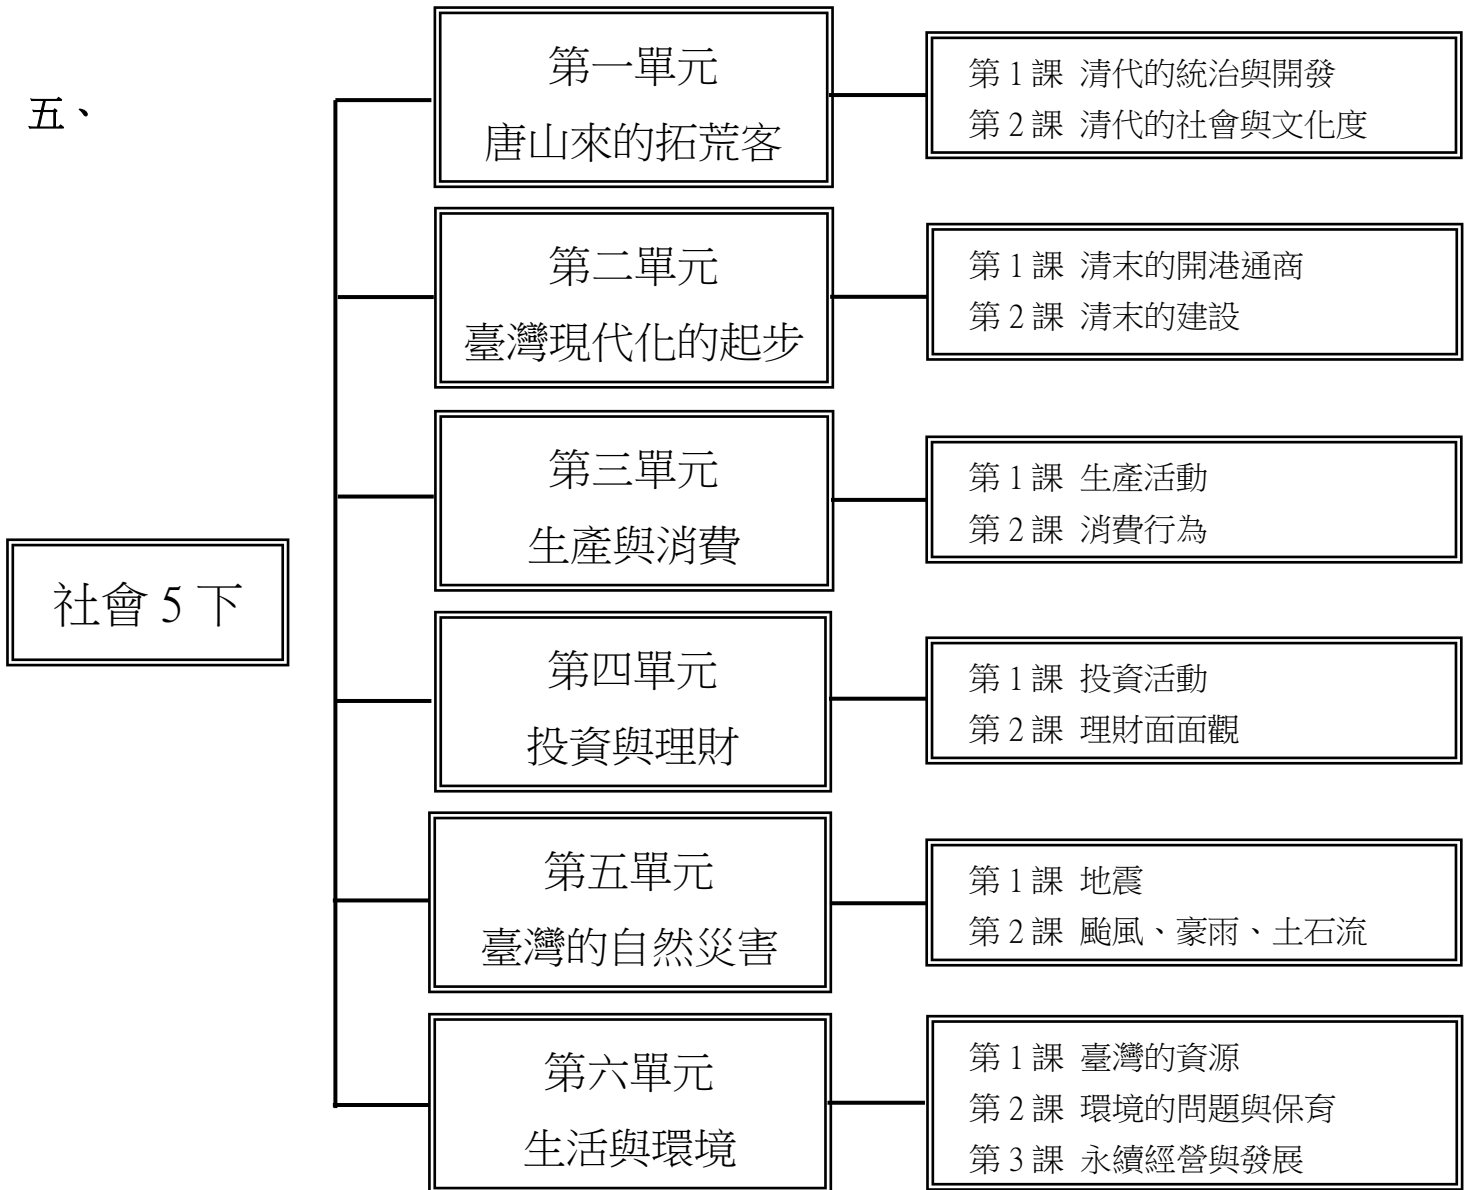 五、
社會 5 下
第一單元
唐山來的拓荒客
第 1 課 清代的統治與開發
第 2 課 清代的社會與文化度
第二單元
臺灣現代化的起步
第 1 課 清末的開港通商
第 2 課 清末的建設
第三單元
生產與消費
第 1 課 生產活動
第 2 課 消費行為
第四單元
投資與理財
第 1 課 投資活動
第 2 課 理財面面觀
第五單元
臺灣的自然災害
第 1 課 地震
第 2 課 颱風、豪雨、土石流
第六單元
生活與環境
第 1 課 臺灣的資源
第 2 課 環境的問題與保育
第 3 課 永續經營與發展